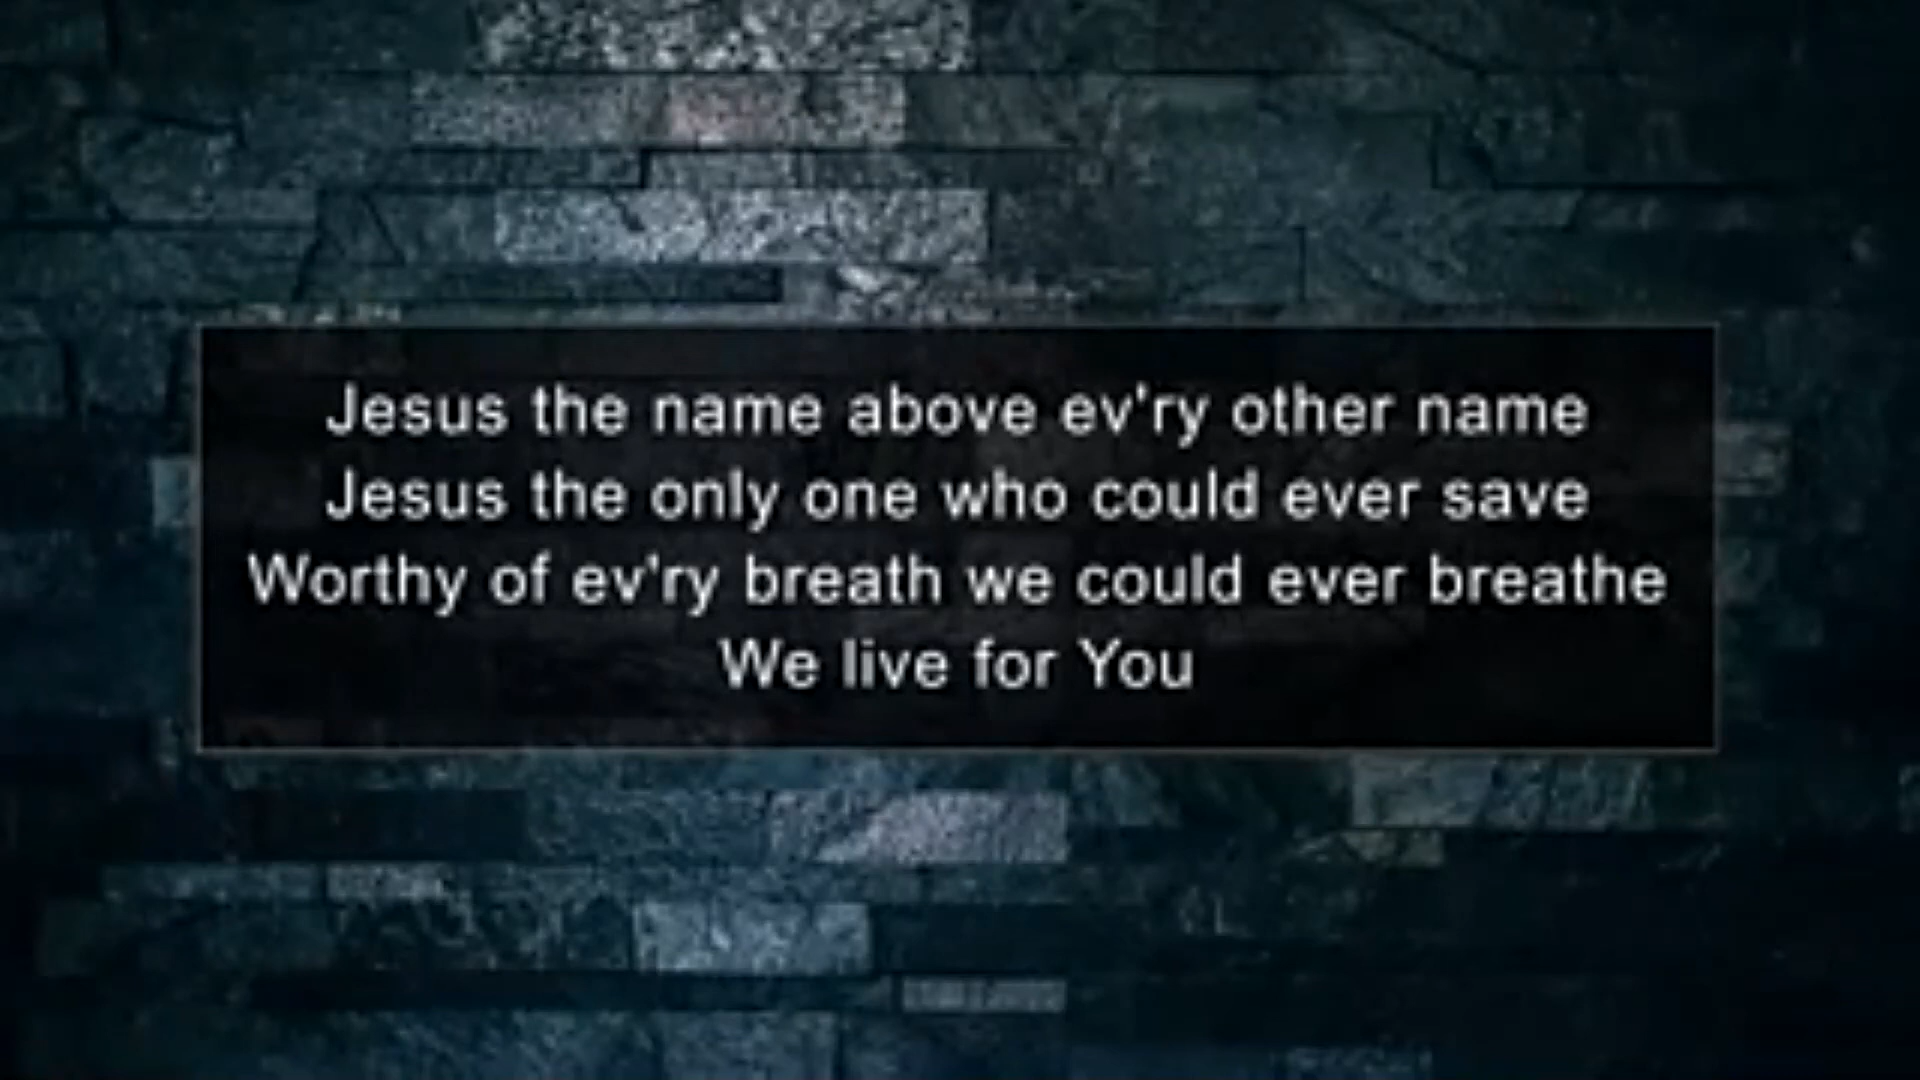 Jesus the name above ev'ry other name
Jesus the only one who could ever save
Worthy of ev'ry breath we could ever breathe
We live for You